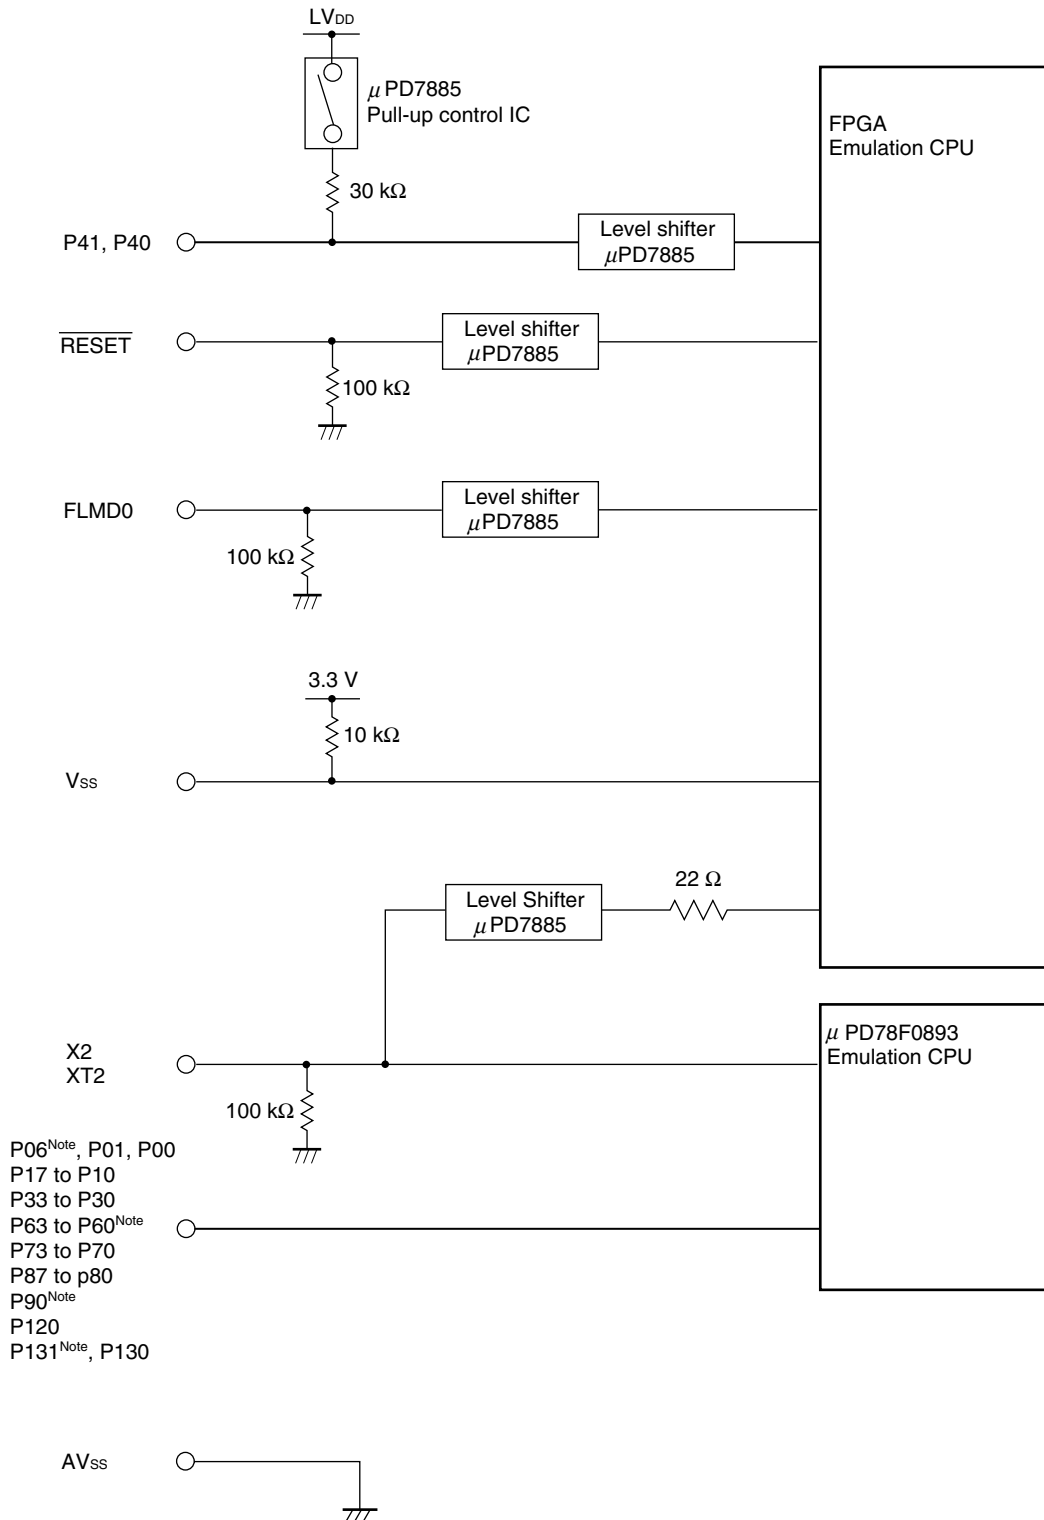 LVDD
μ PD7885
Pull-up control IC
FPGA
Emulation CPU
30 kΩ
P41, P40
Level shifter
μPD7885
RESET
Level shifter
μPD7885
100 kΩ
FLMD0
Level shifter
μPD7885
100 kΩ
3.3 V
10 kΩ
VSS
22 Ω
Level Shifter
μPD7885
μ PD78F0893
Emulation CPU
X2
XT2
100 kΩ
P06Note, P01, P00
P17 to P10
P33 to P30
P63 to P60Note
P73 to P70
P87 to p80
P90Note
P120
P131Note, P130
AVSS